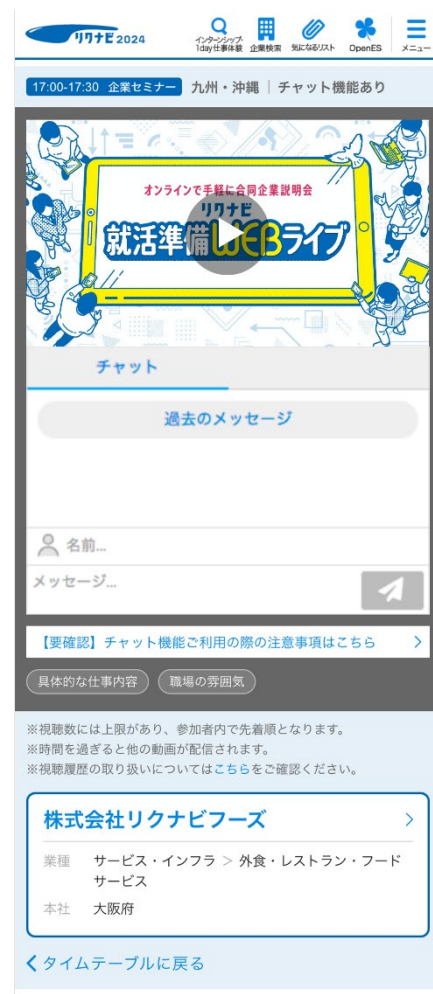 リクナビ2024
インターンシップ・
1day仕事体験
企業検索
気になるリスト
OpenES
メニュー
17:00-17:30 企業セミナー 九州・沖縄｜チャット機能あり
オンラインで手軽に合同企業説明会
リクナビ
就活準備WEBライブ
チャット
過去のメッセージ
名前...
メッセージ...
【要確認】チャット機能ご利用の際の注意事項はこちら
具体的な仕事内容 職場の雰囲気
※視聴数には上限があり、参加者内で先着順となります。
※時間を過ぎると他の動画が配信されます。
※視聴履歴の取り扱いについてはこちらをご確認ください。
株式会社リクナビフーズ
業種 サービス・インフラ ＞ 外食・レストラン・フード
サービス
本社 大阪府
タイムテーブルに戻る